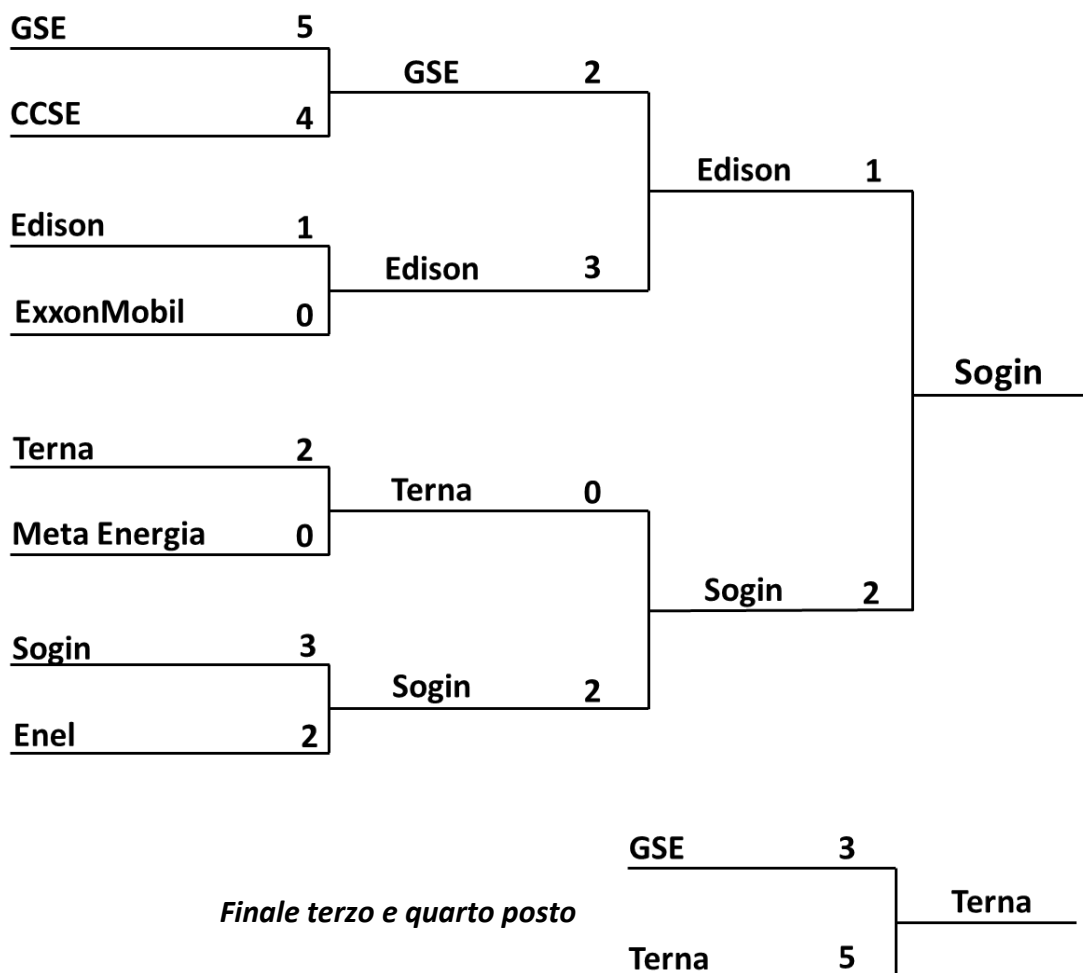 GSE 5
GSE 2
CCSE 4
Edison 1
Edison 1
Edison 3
ExxonMobil 0
Sogin
Terna 2
Terna 0
Meta Energia 0
Sogin 2
Sogin 3
Sogin 2
Enel 2
GSE 3
Finale terzo e quarto posto
Terna
Terna 5